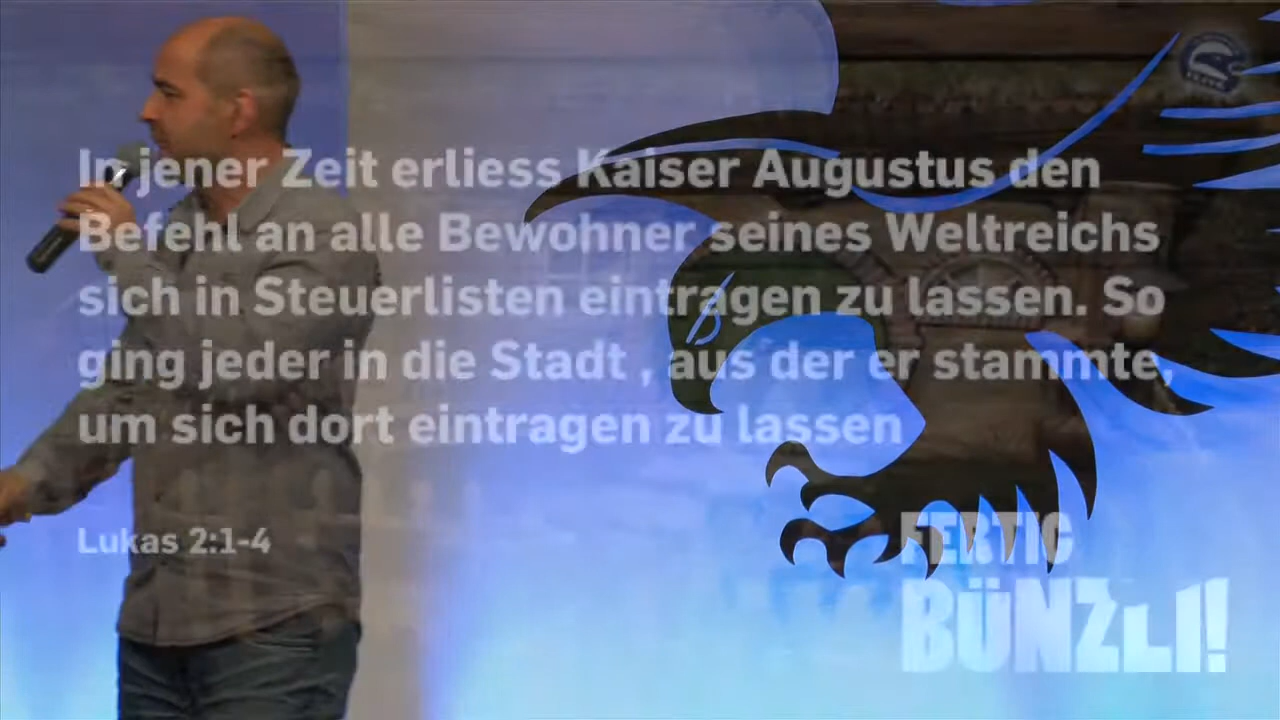 In jener Zeit erliess Kaiser Augustus den
Befehl an alle Bewohner seines Weltreichs
sich in Steuerlisten eintragen zu lassen. So
ging jeder in die Stadt , aus der er stammte,
um sich dort eintragen zu lassen
Lukas 2:1-4
FERTIG
BÜNZLI!